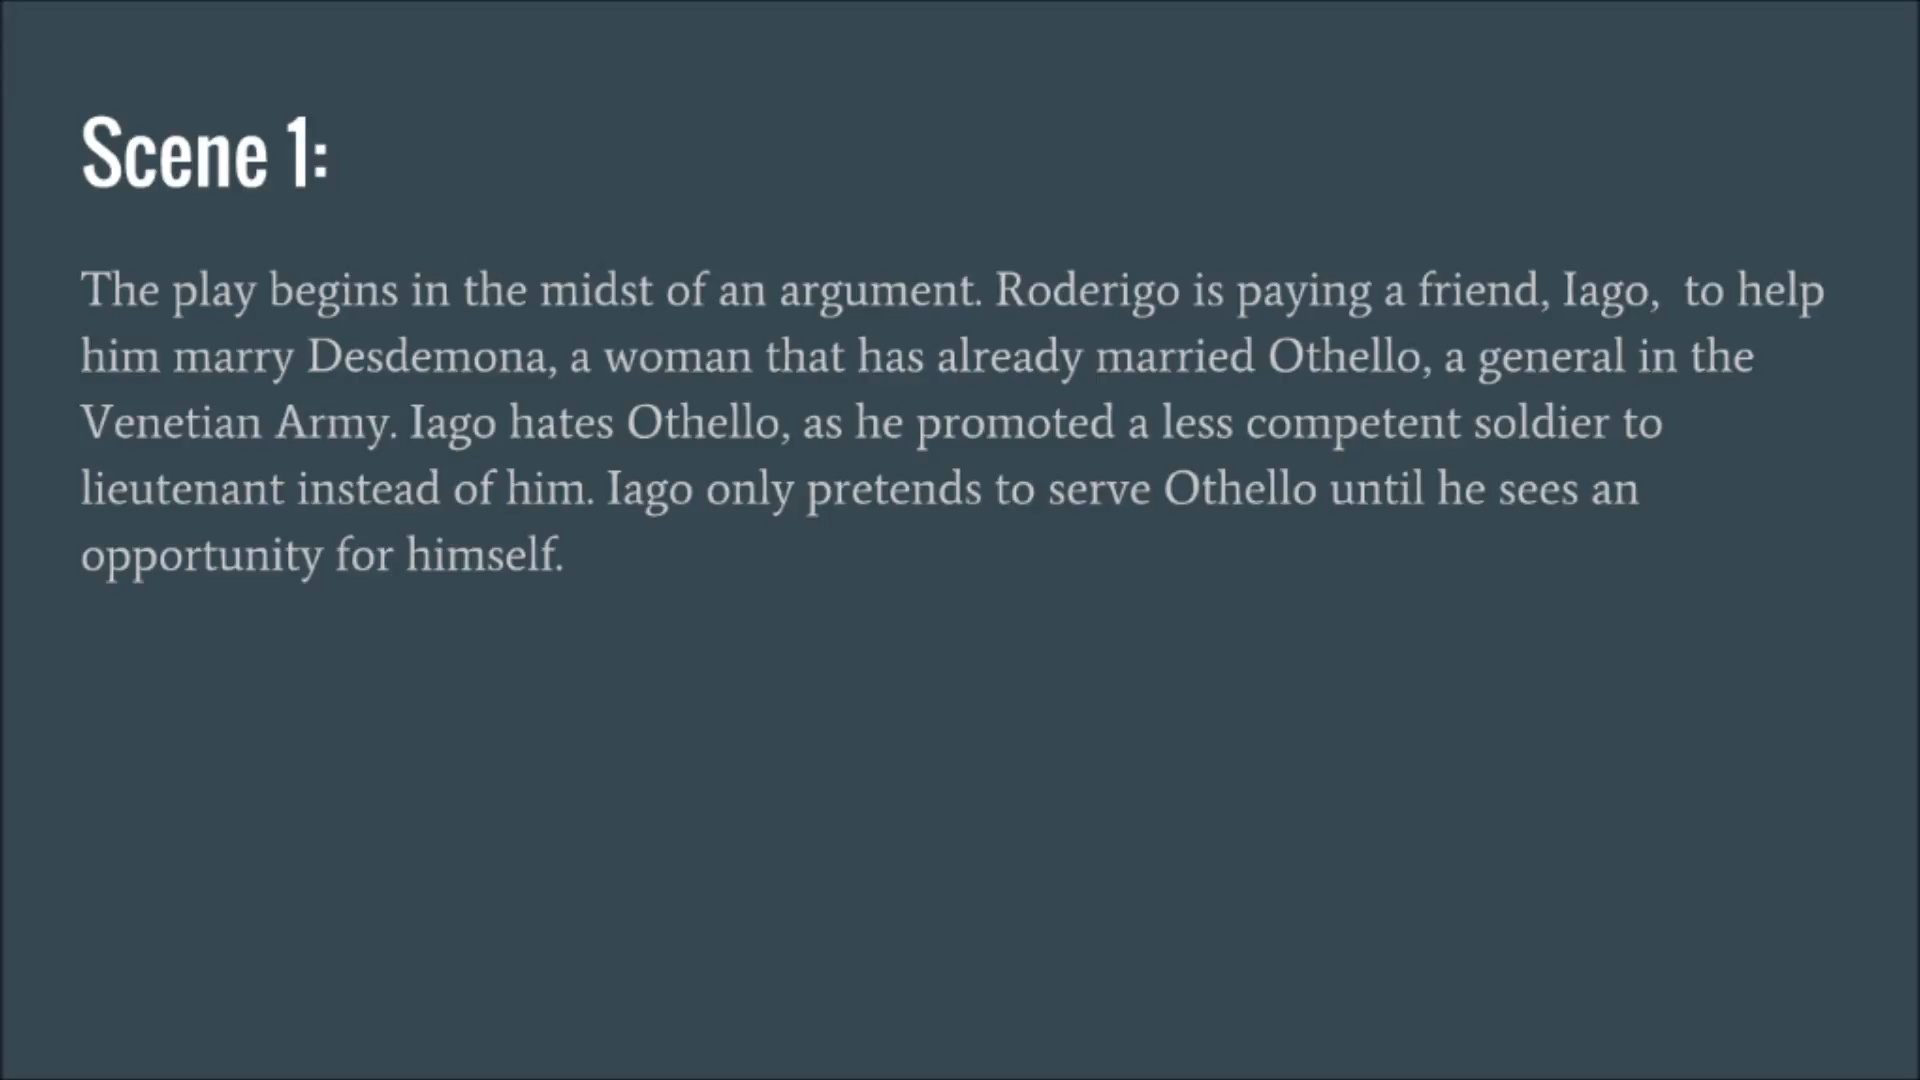 Scene 1:
The play begins in the midst of an argument. Roderigo is paying a friend, Iago,  to help
him marry Desdemona, a woman that has already married Othello, a general in the
Venetian Army. Iago hates Othello, as he promoted a less competent soldier to
lieutenant instead of him. Iago only pretends to serve Othello until he sees an
opportunity for himself.